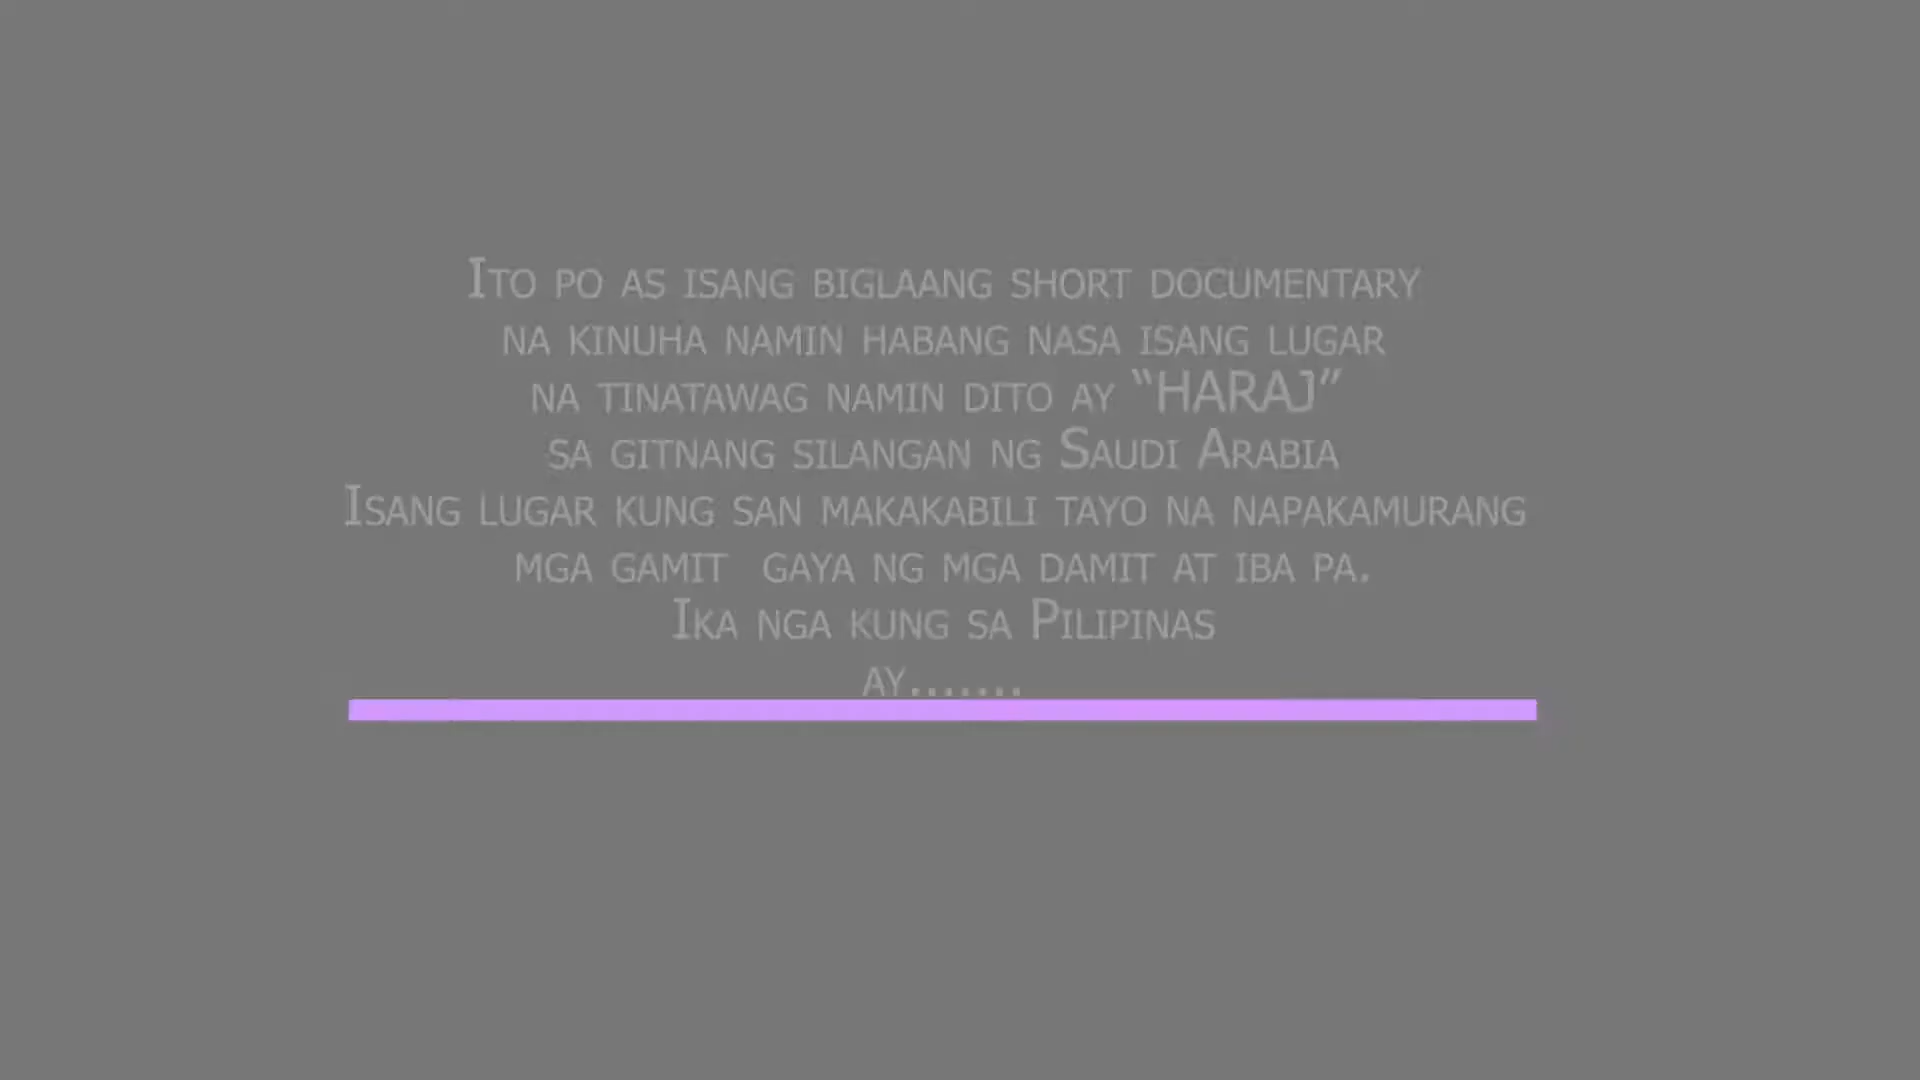 Ito po as isang biglaang short documentary
na kinuha namin habang nasa isang lugar
na tinatawag namin dito ay “HARAJ”
sa gitnang silangan ng Saudi Arabia
Isang lugar kung san makakabili tayo na napakamurang
mga gamit  gaya ng mga damit at iba pa.
Ika nga kung sa Pilipinas
ay.......